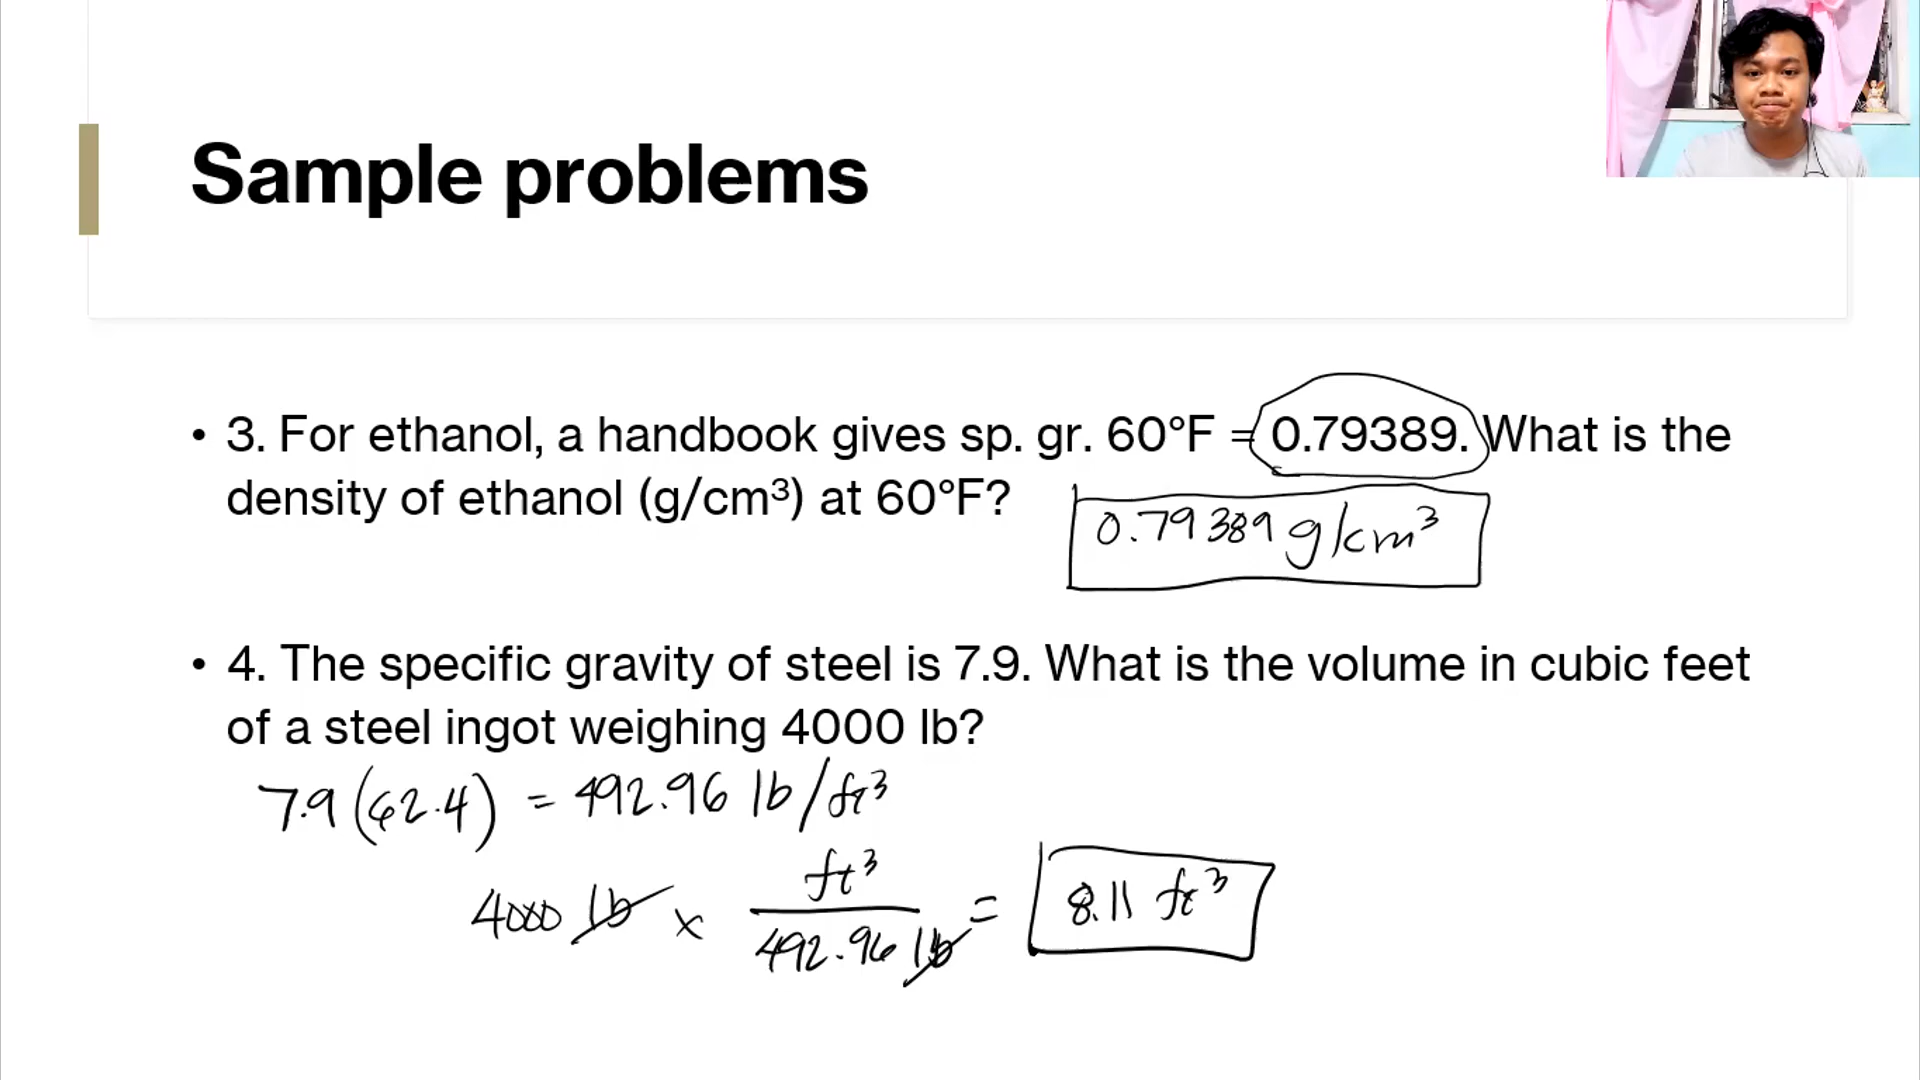 Sample problems
• 3. For ethanol, a handbook gives sp. gr. 60°F = 0.79389. What is the
density of ethanol (g/cm³) at 60°F?
0.79389 g/cm³
• 4. The specific gravity of steel is 7.9. What is the volume in cubic feet
of a steel ingot weighing 4000 lb?
7.9 (62.4) = 492.96 lb/ft³
4000 lb x ft³ / 492.96 lb = 8.11 ft³